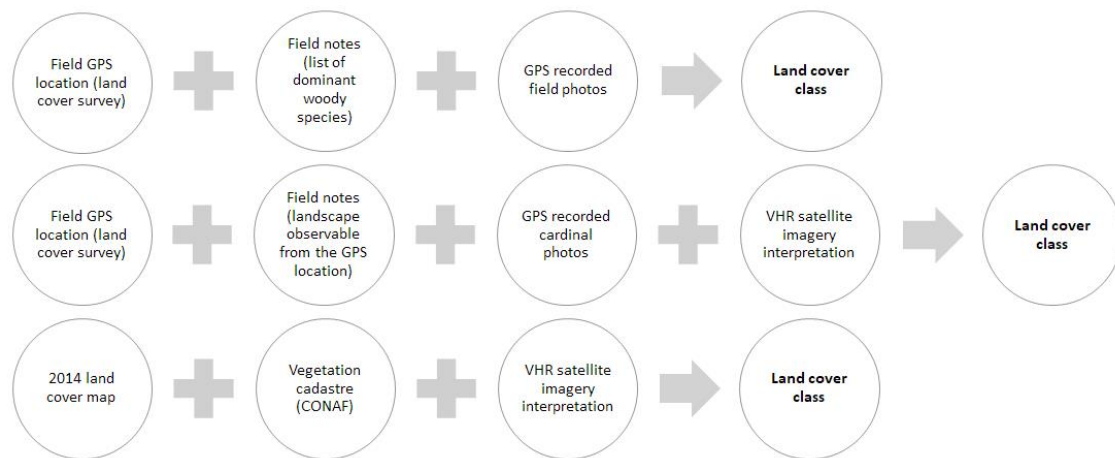 Field GPS
location (land
cover survey)
Field notes
(list of
dominant
woody
species)
GPS recorded
field photos
Land cover
class
Field GPS
location (land
cover survey)
Field notes
(landscape
observable
from the GPS
location)
GPS recorded
cardinal
photos
VHR satellite
imagery
interpretation
Land cover
class
2014 land
cover map
Vegetation
cadastre
(CONAF)
VHR satellite
imagery
interpretation
Land cover
class